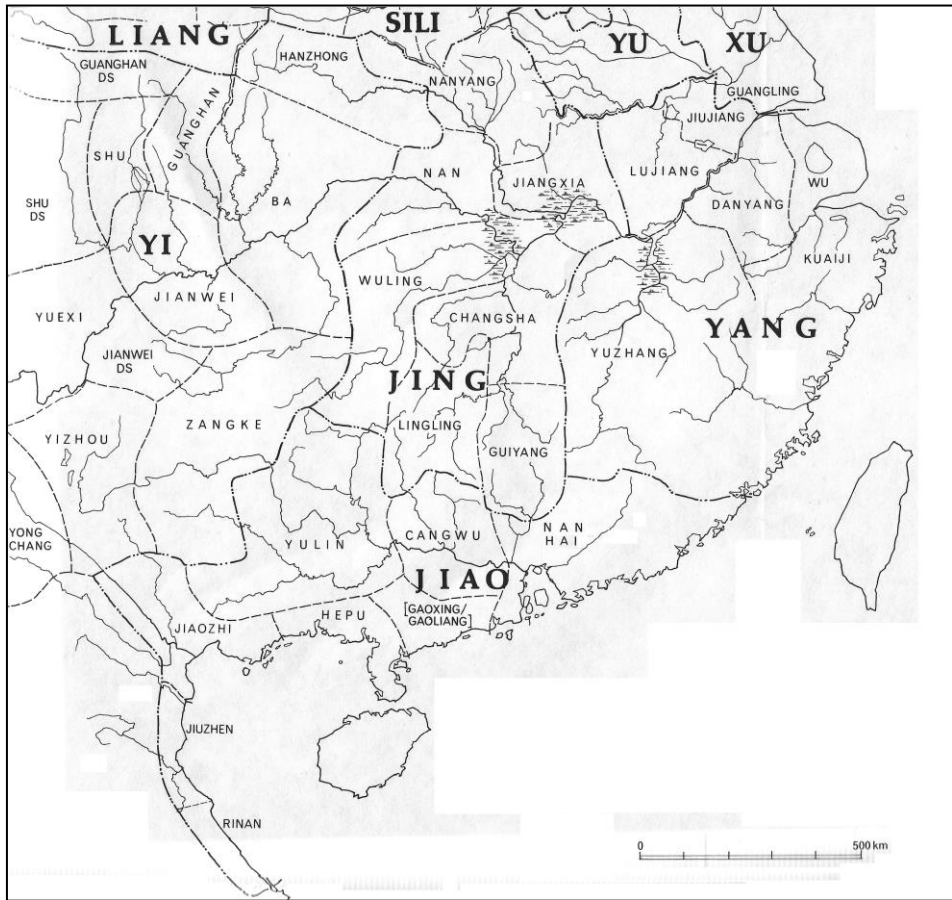 LIANG
SILI
YU
XU
GUANGHAN
DS
HANZHONG
NANYANG
GUANGLING
JIUJIANG
GUANGHAN
SHU
NAN
JIANGXIA
LUJIANG
WU
SHU
DS
BA
DANYANG
YI
KUAIJI
WULING
JIANWEI
YUEXI
CHANGSHA
YANG
YUZHANG
JIANWEI
DS
JING
ZANGKE
LINGLING
YIZHOU
GUIYANG
YONG
CHANG
YULIN
CANGWU
NAN
HAI
JIAO
[GAOXING/
GAOLIANG]
HEPU
JIAOZHI
JIUZHEN
RINAN
0 500 km